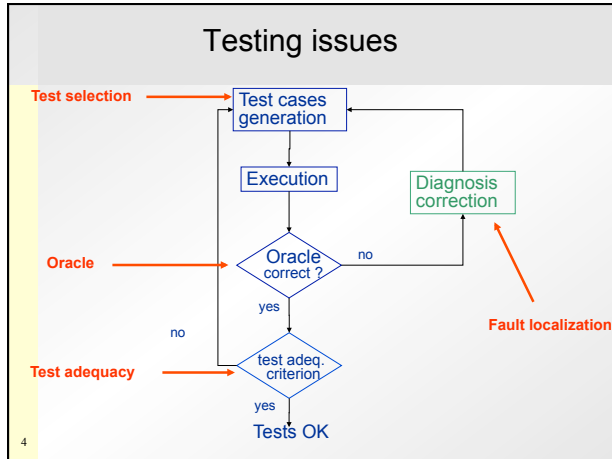 Testing issues
Test selection
Test cases
generation
Execution
Diagnosis
correction
Oracle
Oracle
correct ?
no
yes
Fault localization
no
Test adequacy
test adeq.
criterion
yes
Tests OK
4